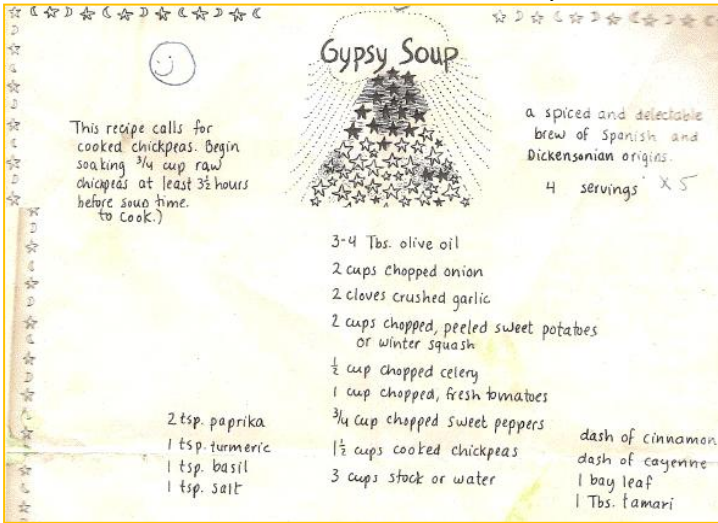 Gypsy Soup
This recipe calls for
cooked chickpeas. Begin
soaking 3/4 cup raw
chickpeas at least 3½ hours
before soup time.
to cook.)
a spiced and delectable
brew of Spanish and
Dickensonian origins.
4 servings x 5
3-4 Tbs. olive oil
2 cups chopped onion
2 cloves crushed garlic
2 cups chopped, peeled sweet potatoes
or winter squash
½ cup chopped celery
1 cup chopped, fresh tomatoes
3/4 cup chopped sweet peppers
1½ cups cooked chickpeas
3 cups stock or water
2 tsp. paprika
1 tsp. turmeric
1 tsp. basil
1 tsp. salt
dash of cinnamon
dash of cayenne
1 bay leaf
1 Tbs. tamari